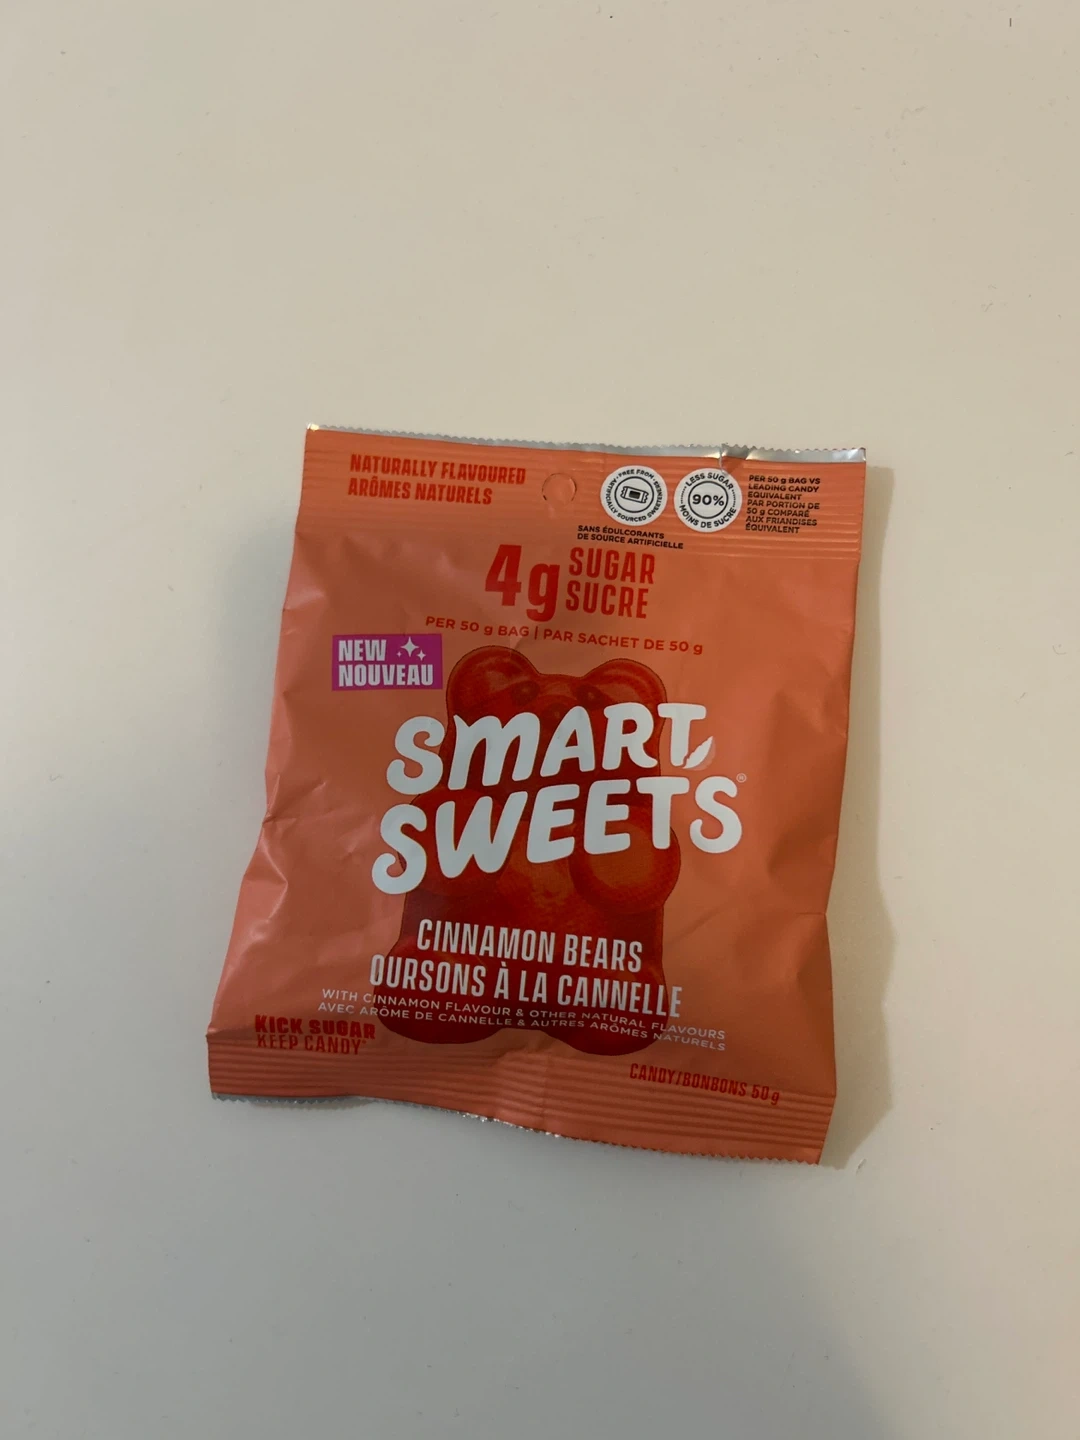 NATURALLY FLAVOURED
ARÔMES NATURELS
FREE FROM
ARTIFICIALLY SOURCED SWEETENERS
SANS ÉDULCORANTS
DE SOURCE ARTIFICIELLE
LESS SUGAR
90%
MOINS DE SUCRE
PER 50 g BAG VS
LEADING CANDY
EQUIVALENT
PAR PORTION DE
50 g COMPARÉ
AUX FRIANDISES
ÉQUIVALENT
4g SUGAR
SUCRE
PER 50 g BAG | PAR SACHET DE 50 g
NEW
NOUVEAU
SMART
SWEETS®
CINNAMON BEARS
OURSONS À LA CANNELLE
WITH CINNAMON FLAVOUR & OTHER NATURAL FLAVOURS
AVEC ARÔME DE CANNELLE & AUTRES ARÔMES NATURELS
KICK SUGAR
KEEP CANDY*
CANDY/BONBONS 50 g